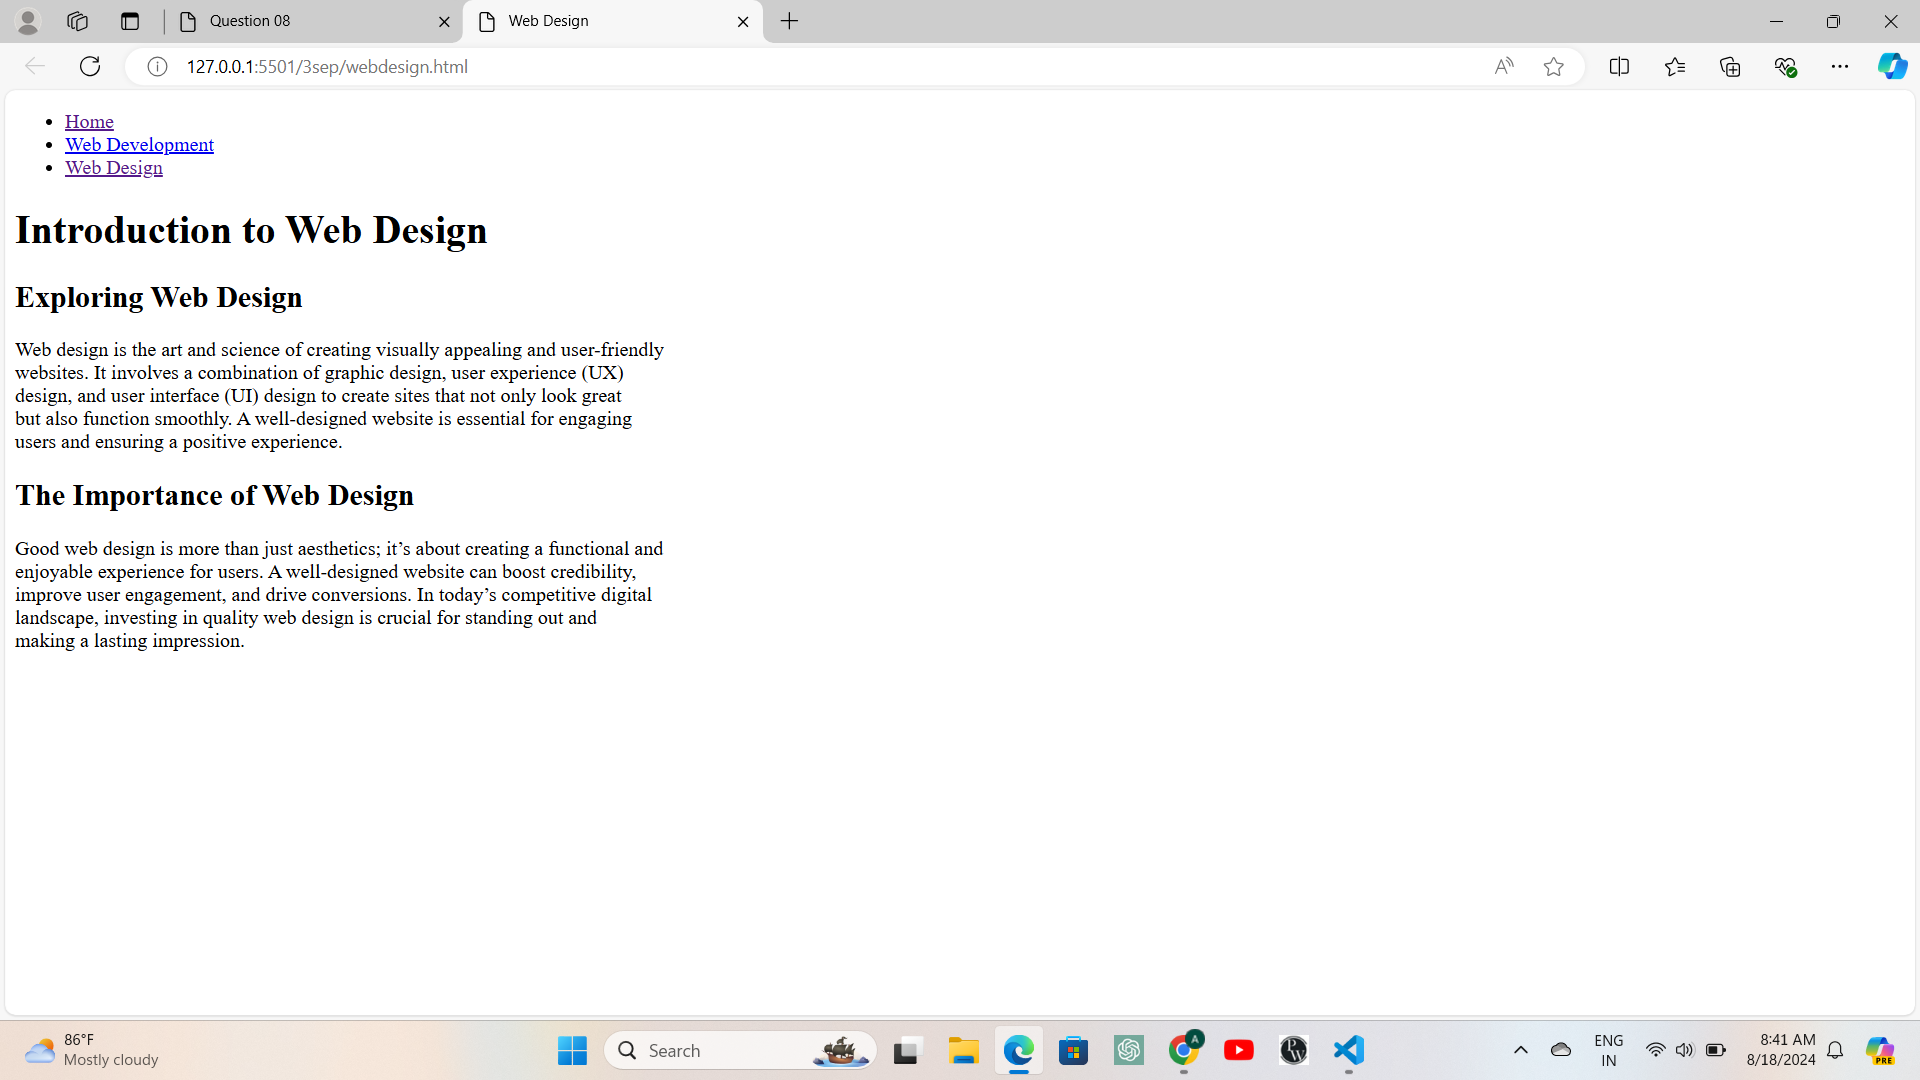 Question 08
Web Design
127.0.0.1:5501/3sep/webdesign.html
Home
Web Development
Web Design
Introduction to Web Design
Exploring Web Design
Web design is the art and science of creating visually appealing and user-friendly
websites. It involves a combination of graphic design, user experience (UX)
design, and user interface (UI) design to create sites that not only look great
but also function smoothly. A well-designed website is essential for engaging
users and ensuring a positive experience.
The Importance of Web Design
Good web design is more than just aesthetics; it’s about creating a functional and
enjoyable experience for users. A well-designed website can boost credibility,
improve user engagement, and drive conversions. In today’s competitive digital
landscape, investing in quality web design is crucial for standing out and
making a lasting impression.
86°F
Mostly cloudy
Search
A
PW
ENG
IN
8:41 AM
8/18/2024
PRE